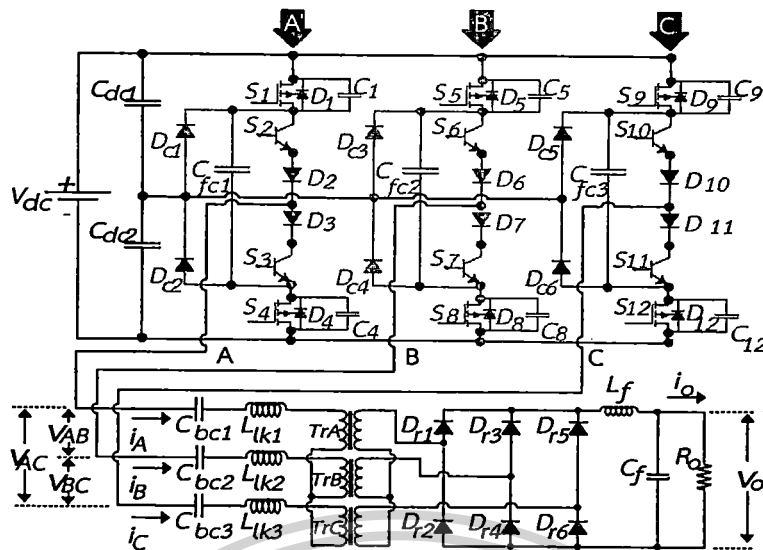 A B C
S1 D1 C1 S5 D5 C5 S9 D9 C9
Cdc1 S2 S6 S10
Dc1 Cfc1 D2 Dc3 Cfc2 D6 Dc5 Cfc3 D10
Vdc + -
Cdc2 D3 D7 D11
Dc2 S3 Dc4 S7 Dc6 S11
S4 D4 C4 S8 D8 C8 S12 D12 C12
A B C
Lf io
VAB iA Cbc1 Llk1 TrA Dr1 Dr3 Dr5
VAC Cf Ro Vo
VBC iB Cbc2 Llk2 TrB
iC Cbc3 Llk3 TrC Dr2 Dr4 Dr6